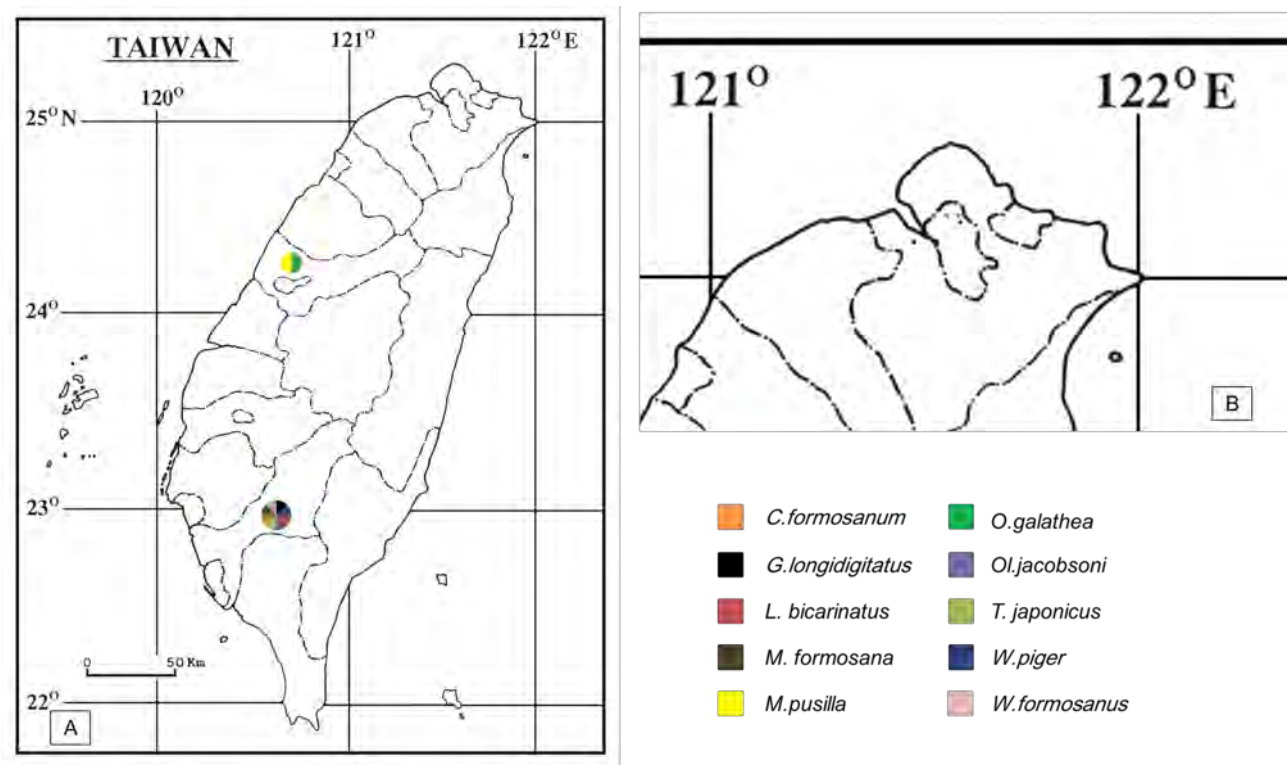 TAIWAN
121° 122°E
120°
25°N
24°
23°
22°
0 50 Km
A
121° 122°E
B
C.formosanum
G.longidigitatus
L. bicarinatus
M. formosana
M.pusilla
O.galathea
Ol.jacobsoni
T. japonicus
W.piger
W.formosanus